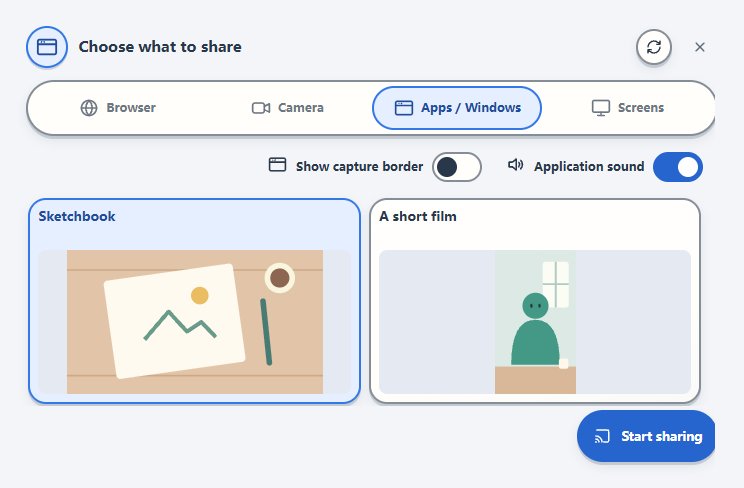 Choose what to share
Browser
Camera
Apps / Windows
Screens
Show capture border
Application sound
Sketchbook
A short film
Start sharing